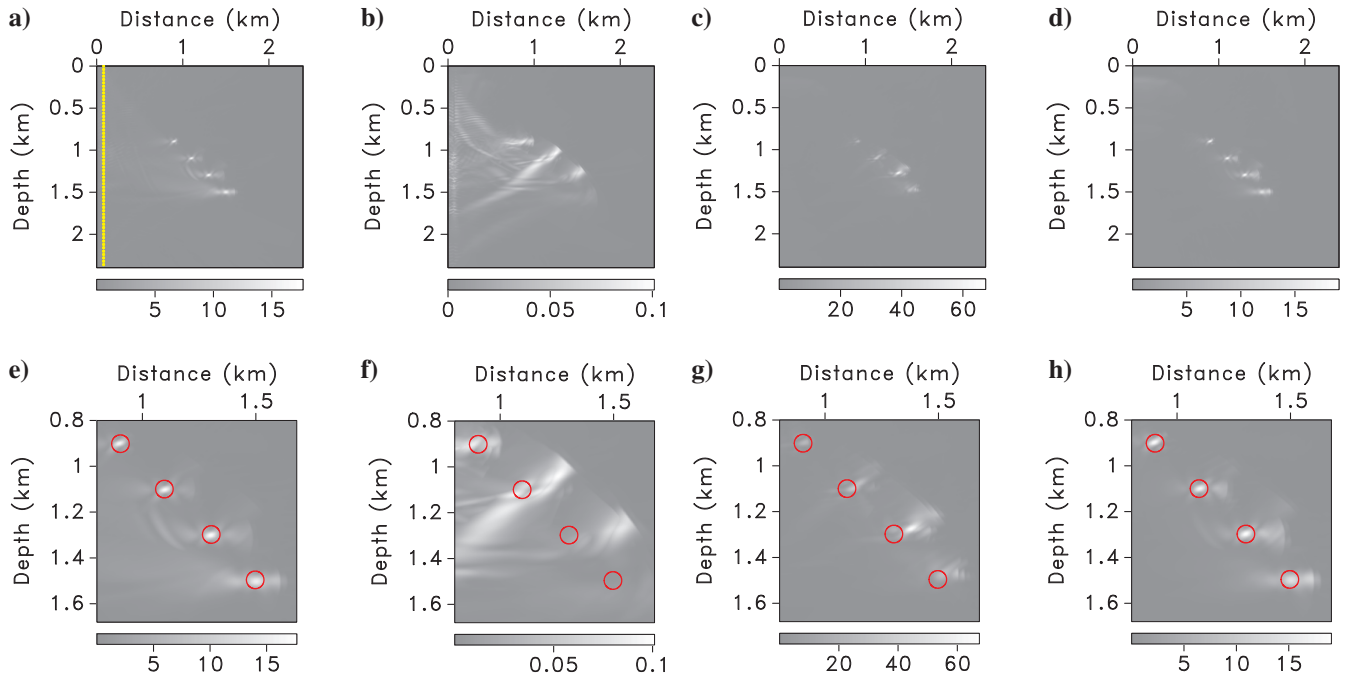 a)
Distance (km)
0 1 2
Depth (km)
0
0.5
1
1.5
2
5 10 15
b)
Distance (km)
0 1 2
Depth (km)
0
0.5
1
1.5
2
0 0.05 0.1
c)
Distance (km)
0 1 2
Depth (km)
0
0.5
1
1.5
2
20 40 60
d)
Distance (km)
0 1 2
Depth (km)
0
0.5
1
1.5
2
5 10 15
e)
Distance (km)
1 1.5
Depth (km)
0.8
1
1.2
1.4
1.6
5 10 15
f)
Distance (km)
1 1.5
Depth (km)
0.8
1
1.2
1.4
1.6
0.05 0.1
g)
Distance (km)
1 1.5
Depth (km)
0.8
1
1.2
1.4
1.6
20 40 60
h)
Distance (km)
1 1.5
Depth (km)
0.8
1
1.2
1.4
1.6
5 10 15